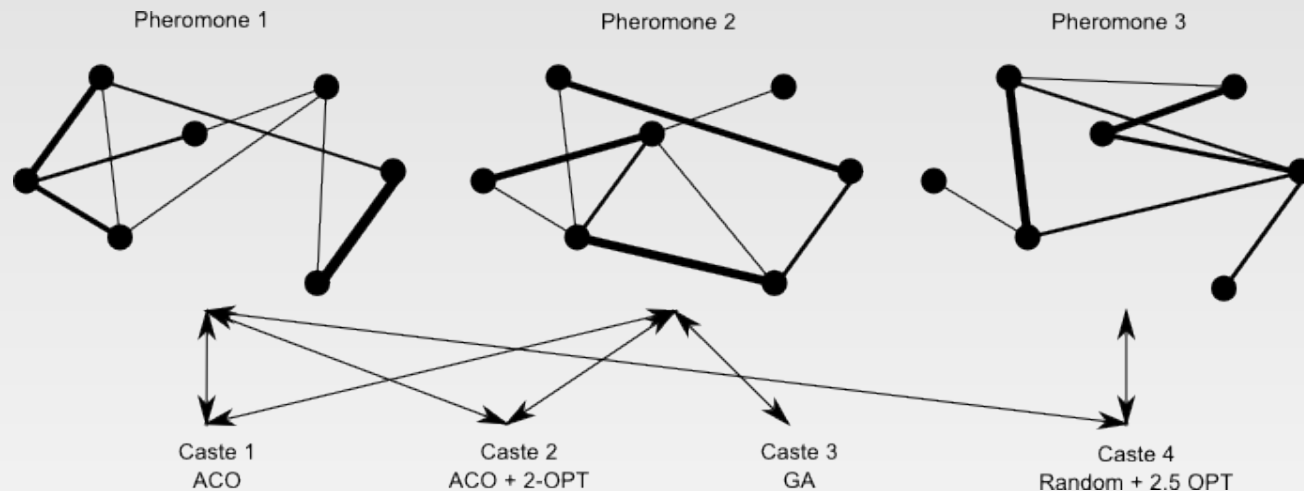 Pheromone 1
Pheromone 2
Pheromone 3
Caste 1
ACO
Caste 2
ACO + 2-OPT
Caste 3
GA
Caste 4
Random + 2.5 OPT